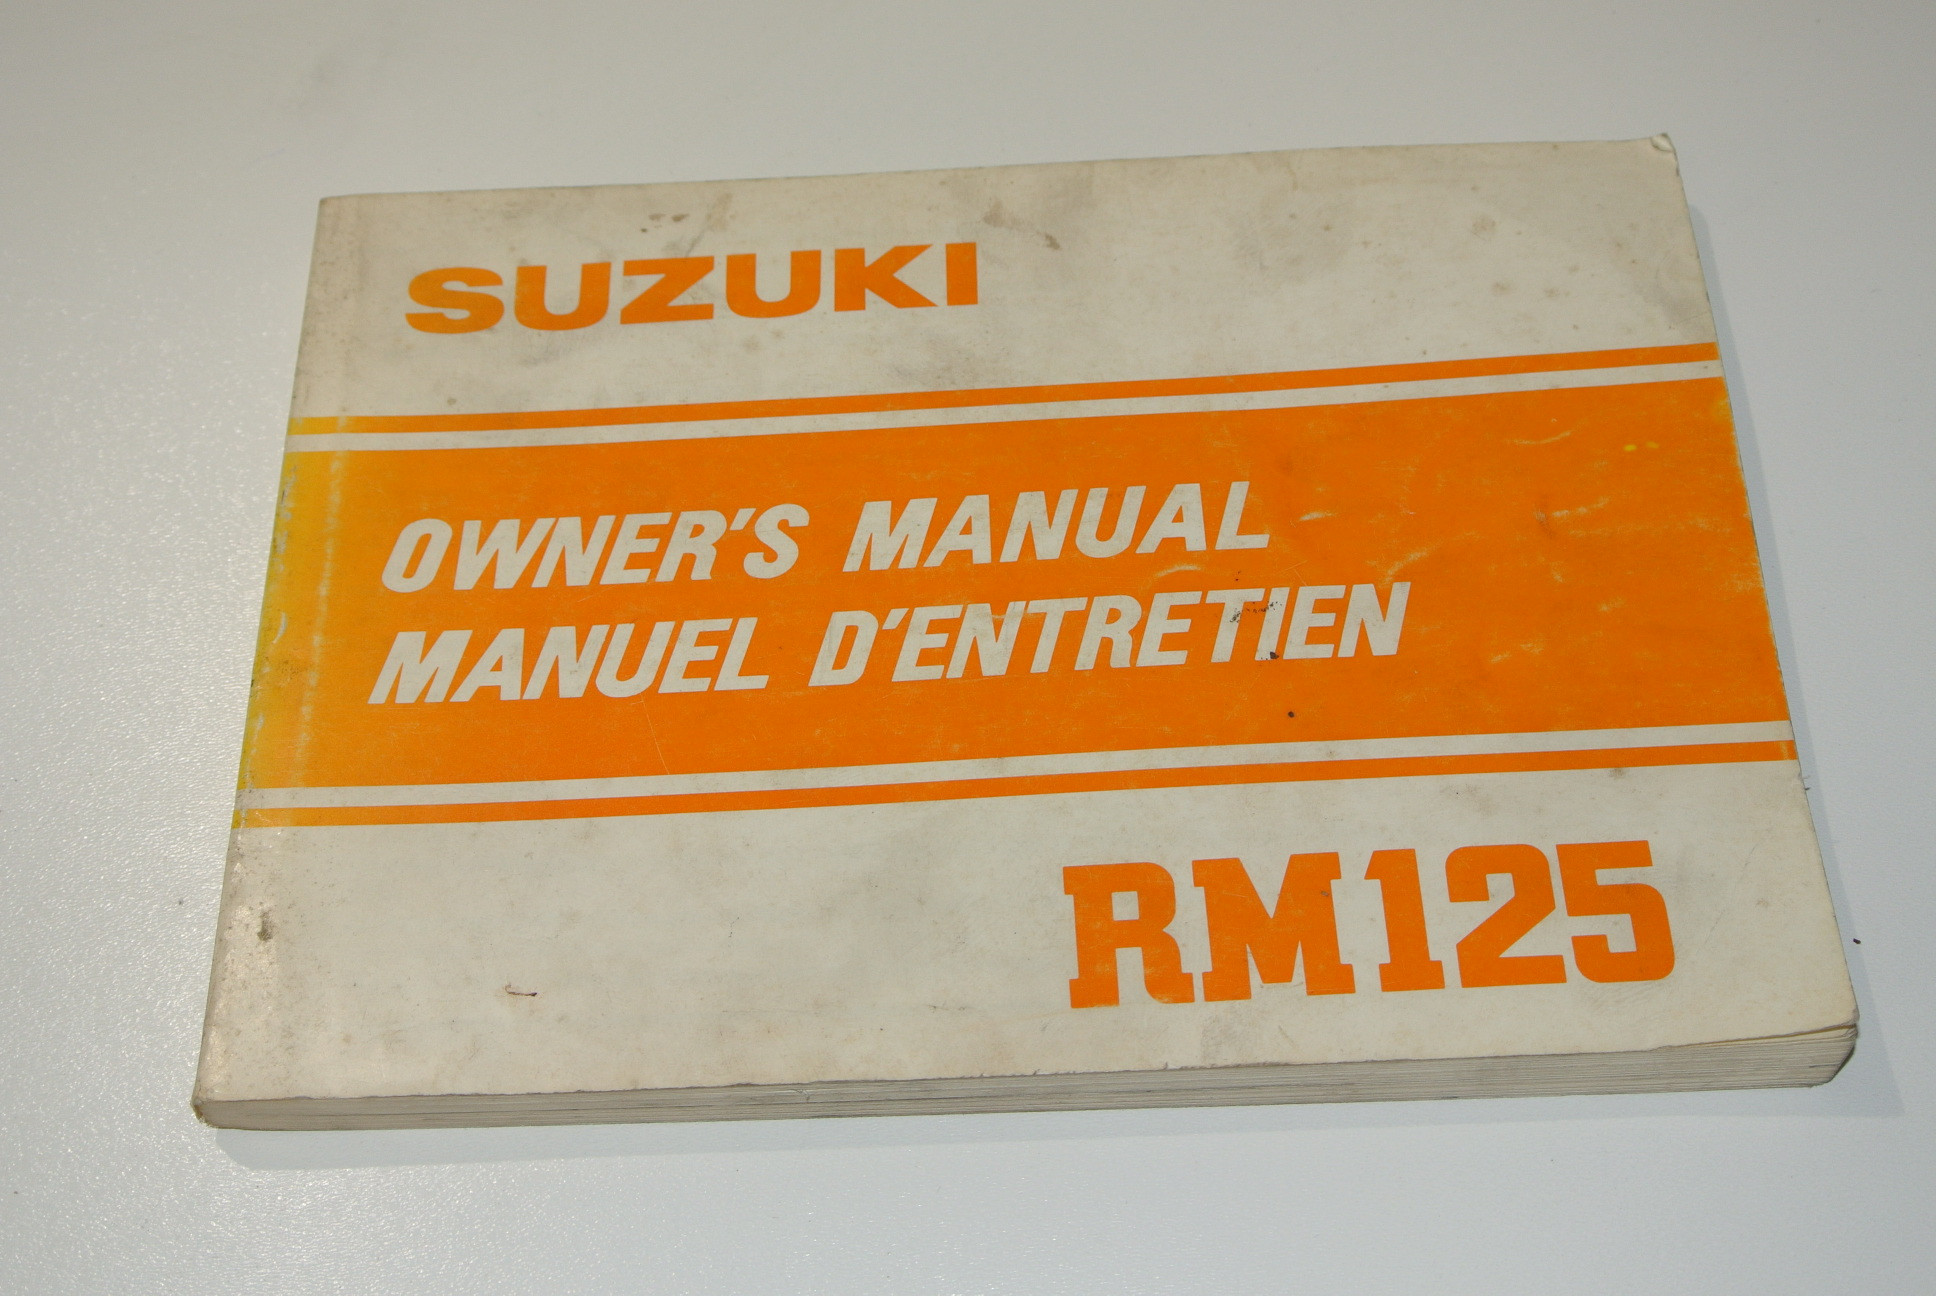 SUZUKI
OWNER'S MANUAL
MANUEL D'ENTRETIEN
RM125